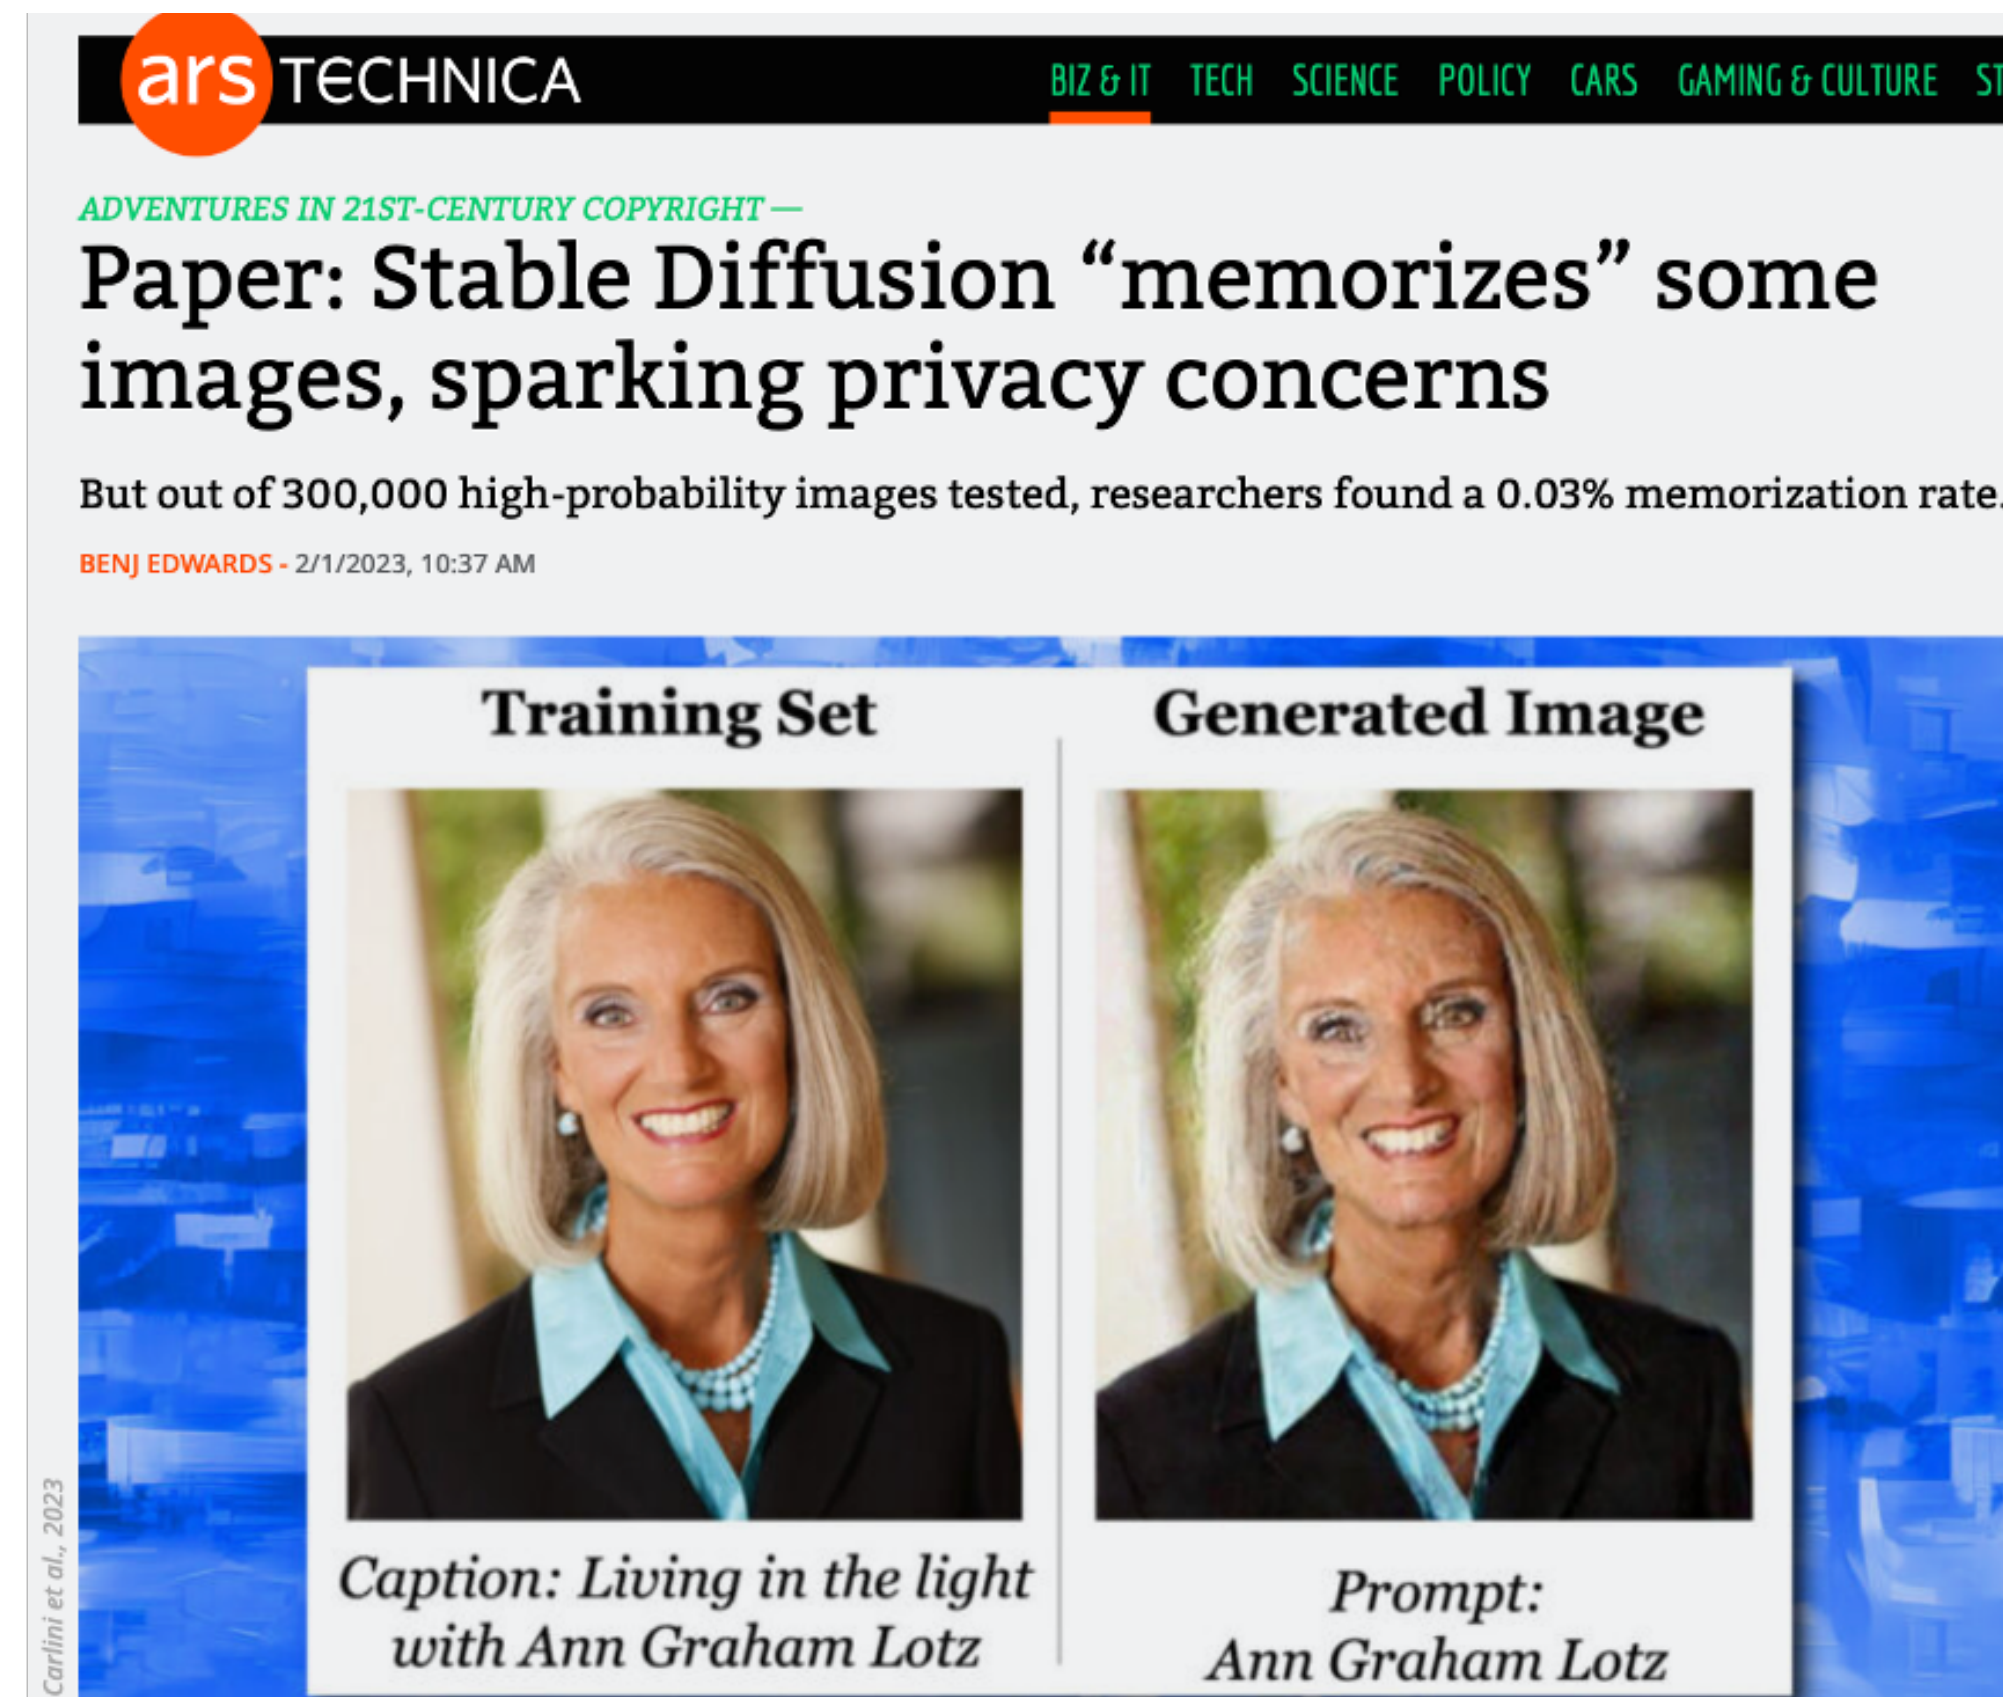 ars TECHNICA
BIZ & IT TECH SCIENCE POLICY CARS GAMING & CULTURE ST
ADVENTURES IN 21ST-CENTURY COPYRIGHT —
Paper: Stable Diffusion “memorizes” some
images, sparking privacy concerns
But out of 300,000 high-probability images tested, researchers found a 0.03% memorization rate.
BENJ EDWARDS - 2/1/2023, 10:37 AM
Training Set
Generated Image
Caption: Living in the light
with Ann Graham Lotz
Prompt:
Ann Graham Lotz
Carlini et al., 2023